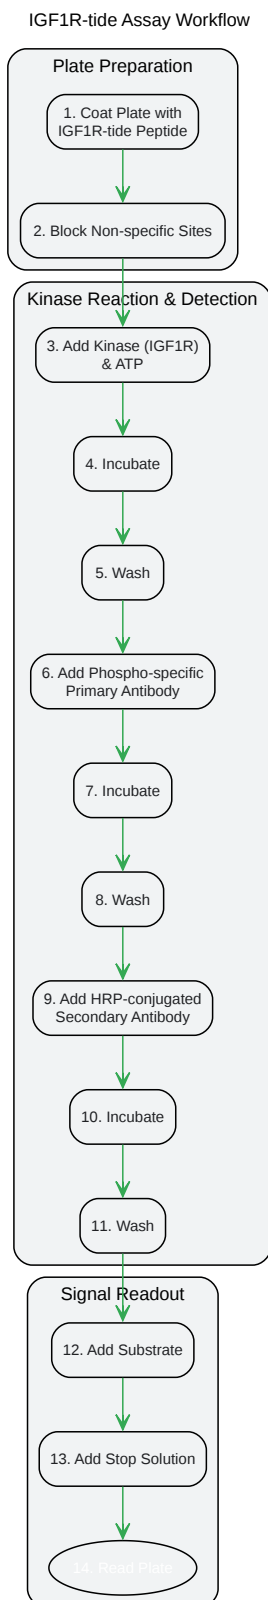 IGF1R-tide Assay Workflow
Plate Preparation
1. Coat Plate with
IGF1R-tide Peptide
2. Block Non-specific Sites
Kinase Reaction & Detection
3. Add Kinase (IGF1R)
& ATP
4. Incubate
5. Wash
6. Add Phospho-specific
Primary Antibody
7. Incubate
8. Wash
9. Add HRP-conjugated
Secondary Antibody
10. Incubate
11. Wash
Signal Readout
12. Add Substrate
13. Add Stop Solution
14. Read Plate